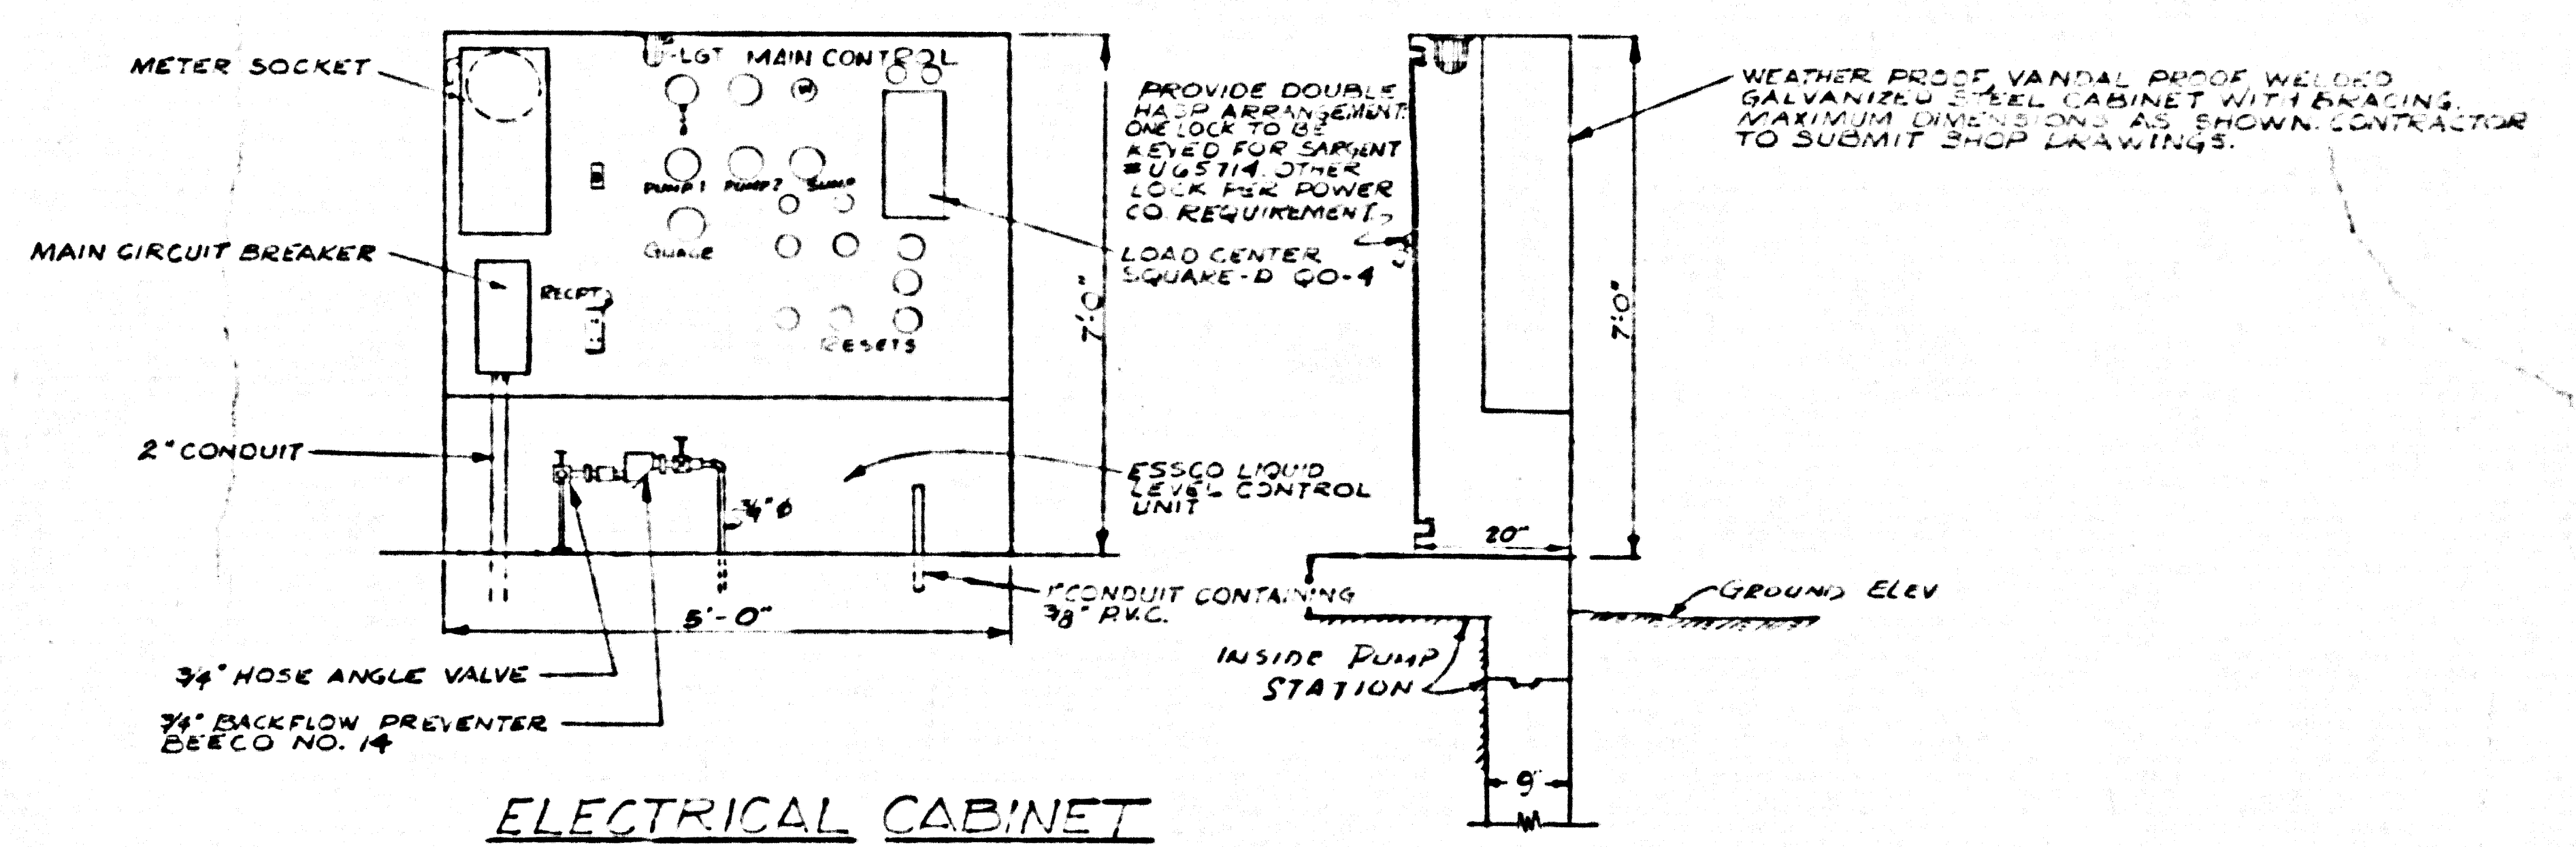 METER SOCKET
MAIN CIRCUIT BREAKER
2" CONDUIT
3/4" HOSE ANGLE VALVE
3/4" BACKFLOW PREVENTER
BEECO NO. 14
LGT MAIN CONTROL
W
PUMP 1 PUMP 2 SUMP
GUAGE
RECPT
RESETS
3/4" Ø
5'-0"
7'-0"
PROVIDE DOUBLE
HASP ARRANGEMENT.
ONE LOCK TO BE
KEYED FOR SARGENT
#UG5714. OTHER
LOCK PER POWER
CO. REQUIREMENT.
LOAD CENTER
SQUARE-D QO-4
ESSCO LIQUID
LEVEL CONTROL
UNIT
1" CONDUIT CONTAINING
3/8" P.V.C.
WEATHER PROOF, VANDAL PROOF, WELDED
GALVANIZED STEEL CABINET WITH BRACING.
MAXIMUM DIMENSIONS AS SHOWN. CONTRACTOR
TO SUBMIT SHOP DRAWINGS.
7'-0"
20"
GROUND ELEV
INSIDE PUMP
STATION
9"
ELECTRICAL CABINET